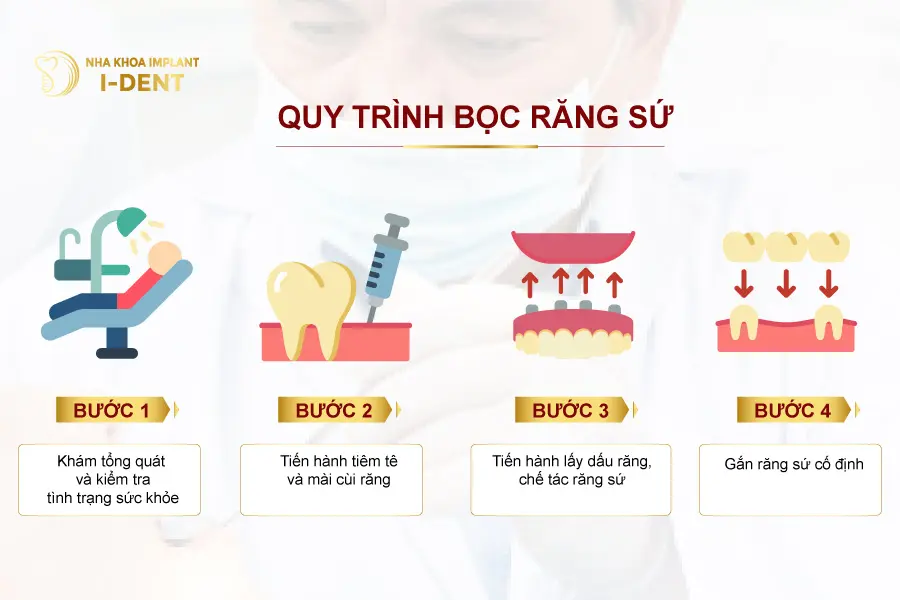 NHA KHOA IMPLANT
I-DENT
QUY TRÌNH BỌC RĂNG SỨ
BƯỚC 1
Khám tổng quát
và kiểm tra
tình trạng sức khỏe
BƯỚC 2
Tiến hành tiêm tê
và mài cùi răng
BƯỚC 3
Tiến hành lấy dấu răng,
chế tác răng sứ
BƯỚC 4
Gắn răng sứ cố định